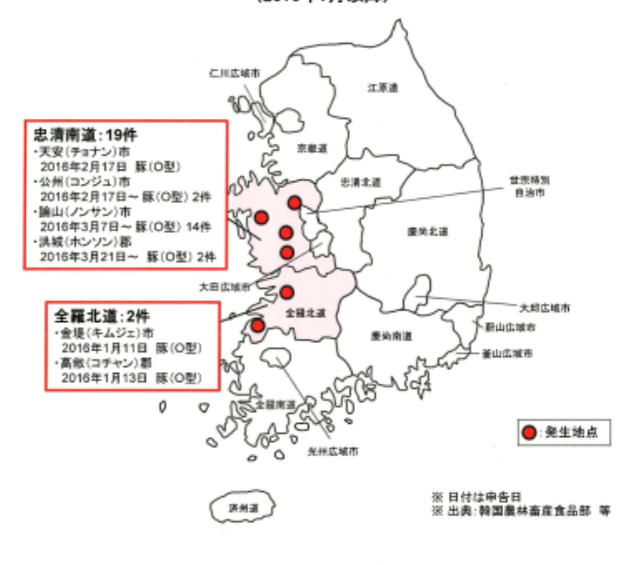 仁川広域市
江原道
京畿道
忠清南道:19件
・天安(チョナン)市
2016年2月17日 豚(O型)
・公州(コンジュ)市
2016年2月17日~ 豚(O型) 2件
・論山(ノンサン)市
2016年3月7日~ 豚(O型) 14件
・洪城(ホンソン)郡
2016年3月21日~ 豚(O型) 2件
忠清北道
世宗特別
自治市
慶尚北道
大田広域市
大邱広域市
全羅北道:2件
・金堤(キムジェ)市
2016年1月11日 豚(O型)
・高敞(コチャン)郡
2016年1月13日 豚(O型)
全羅北道
慶尚南道
蔚山広域市
釜山広域市
全羅南道
光州広域市
:発生地点
済州道
※ 日付は申告日
※ 出典:韓国農林畜産食品部 等